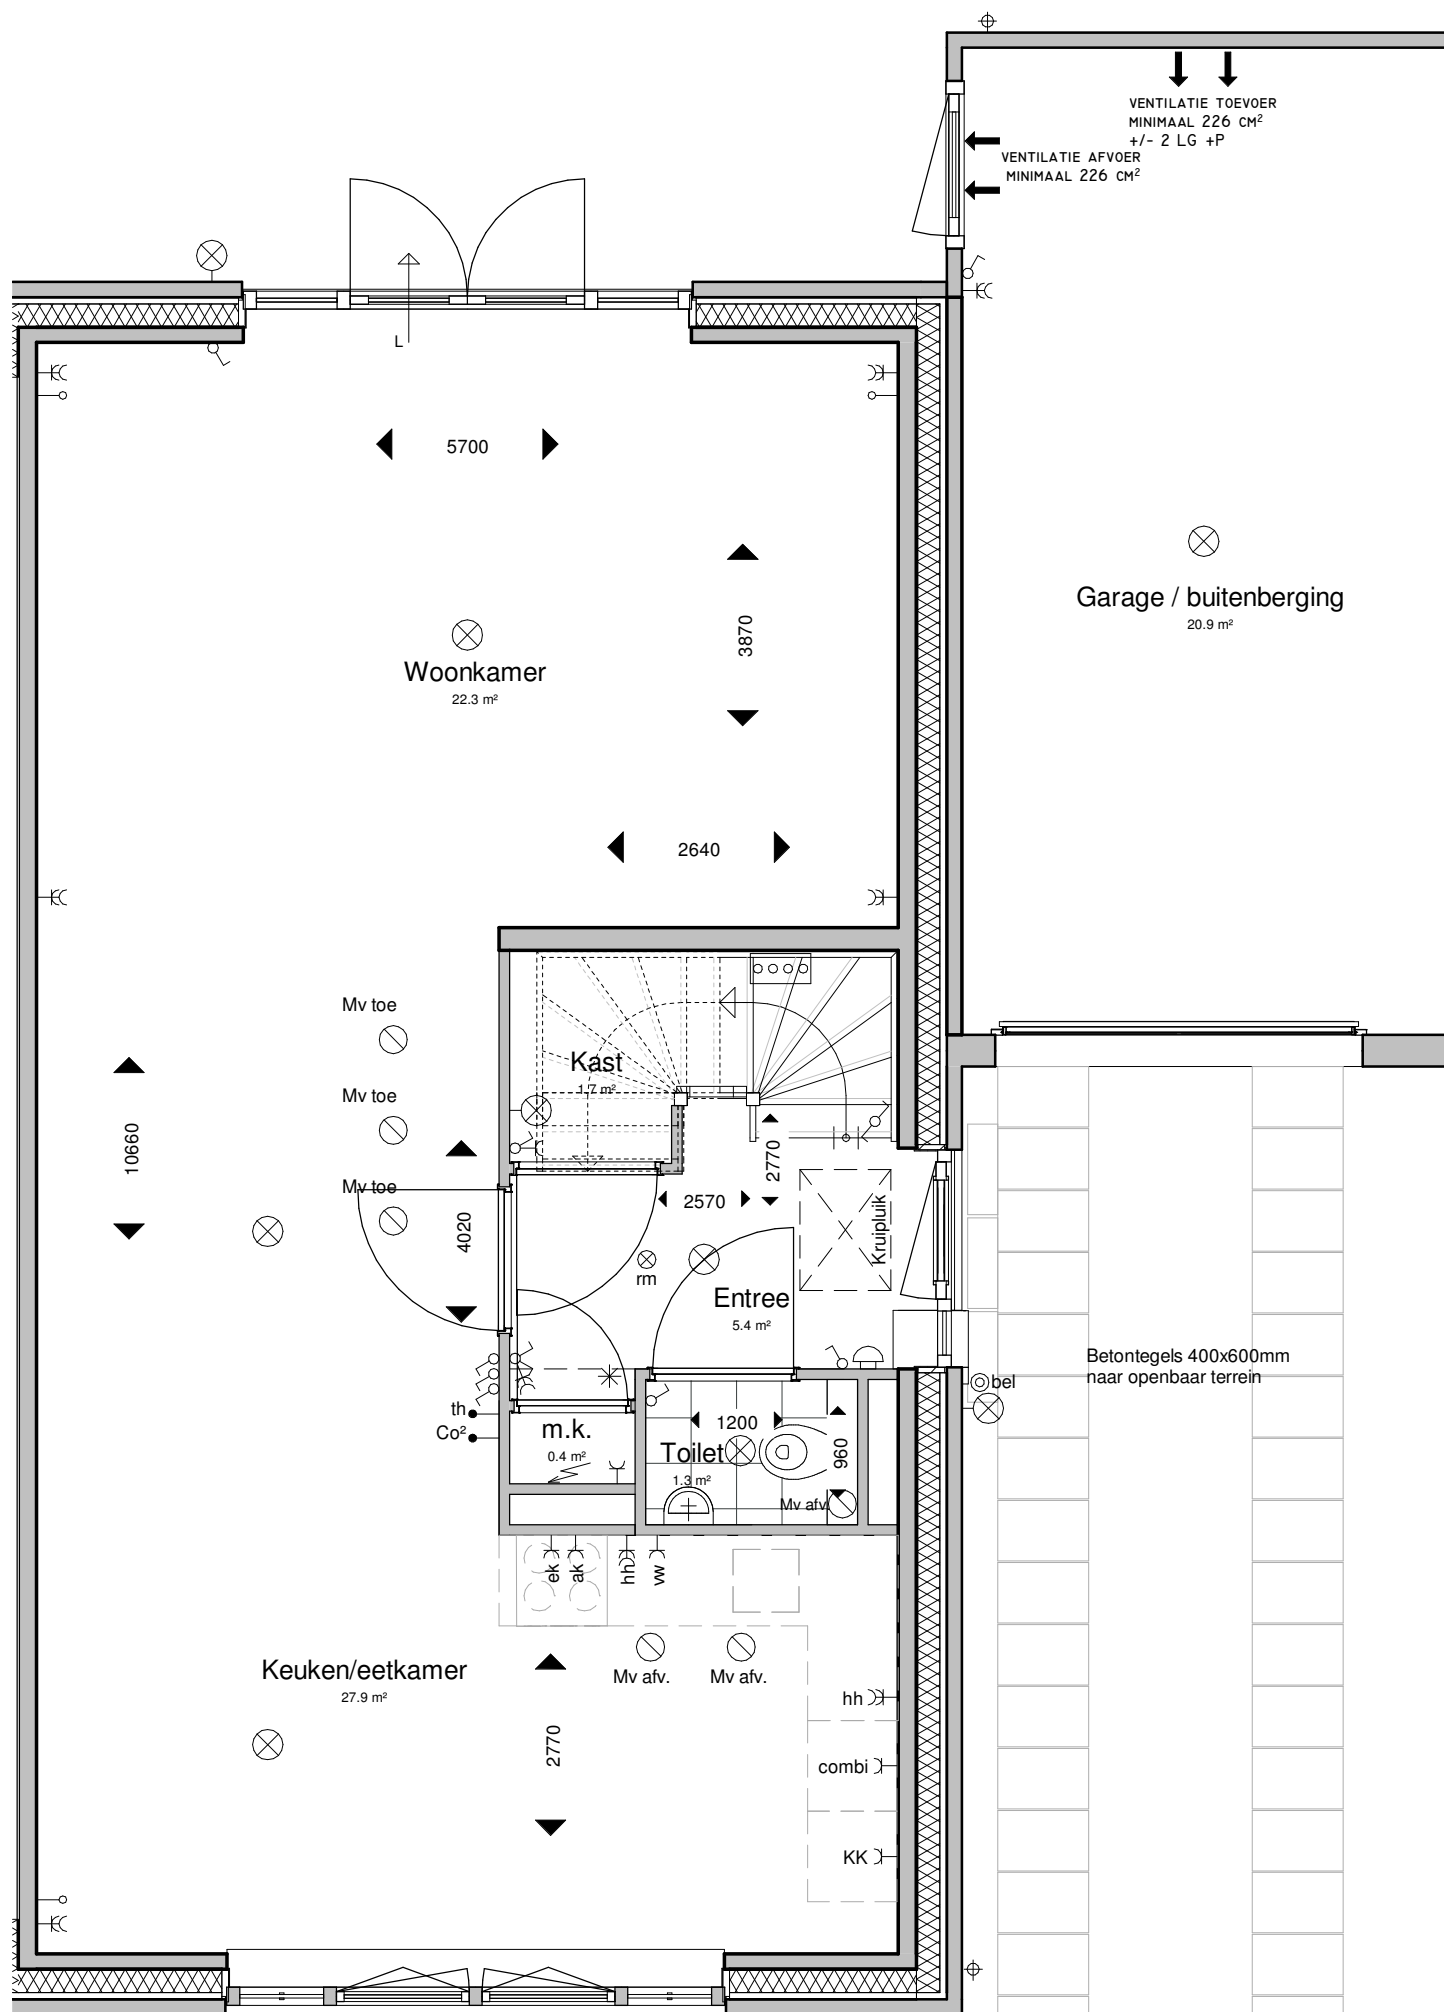 VENTILATIE TOEVOER
MINIMAAL 226 CM²
+/- 2 LG +P
VENTILATIE AFVOER
MINIMAAL 226 CM²
L
5700
3870
Garage / buitenberging
20.9 m²
Woonkamer
22.3 m²
2640
Mv toe
Kast
1.7 m²
Mv toe
10660
2770
Mv toe
4020
2570
Kruipluik
rm
Entree
5.4 m²
Betontegels 400x600mm
naar openbaar terrein
bel
th
Co²
m.k.
0.4 m²
1200
Toilet
1.3 m²
960
Mv afv.
ek
ak
hh
vw
Keuken/eetkamer
27.9 m²
Mv afv.
Mv afv.
hh
2770
combi
KK